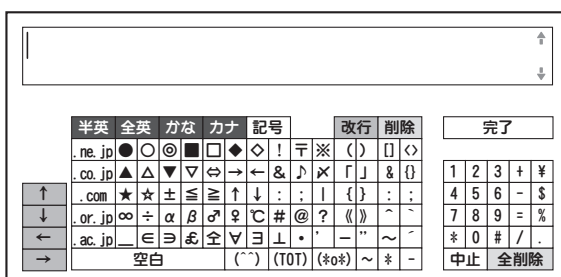 半英 全英 かな カナ 記号 改行 削除 完了
.ne.jp ● ○ ◎ ■ □ ◆ ◇ ! 〒 ※ ( ) [] <>
.co.jp ▲ △ ▼ ▽ ⇔ → ← & ♪ 〆 「 」 & {} 1 2 3 + ¥
↑ .com ★ ☆ ± ≦ ≧ ↑ ↓ : ; | { } : ; 4 5 6 - $
↓ .or.jp ∞ ÷ α β ♂ ♀ ℃ # @ ? 《 》 ^ ` 7 8 9 = %
← .ac.jp _ ∈ ∋ £ 仝 ∀ ∃ ⊥ • ' — ” ~ ´ * 0 # / .
→ 空白 (^^) (TOT) (*o*) ~ * - 中止 全削除